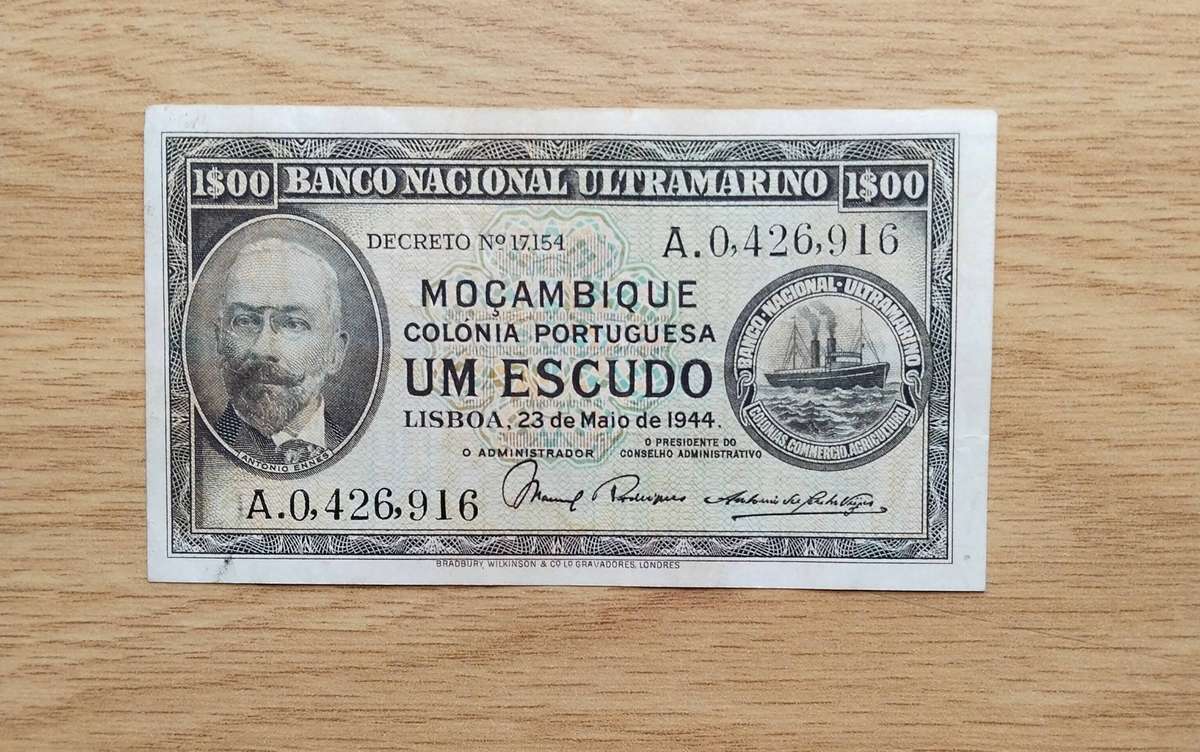 1$00 BANCO NACIONAL ULTRAMARINO 1$00
DECRETO Nº 17.154
A.0,426,916
MOÇAMBIQUE
COLÓNIA PORTUGUESA
UM ESCUDO
LISBOA, 23 de Maio de 1944.
O ADMINISTRADOR
O PRESIDENTE DO
CONSELHO ADMINISTRATIVO
ANTONIO ENNES
BANCO·NACIONAL·ULTRAMARINO
COLONIAS, COMMERCIO, AGRICULTURA
A.0,426,916
Manuel Rodrigues
BRADBURY, WILKINSON & Cº Lº GRAVADORES, LONDRES